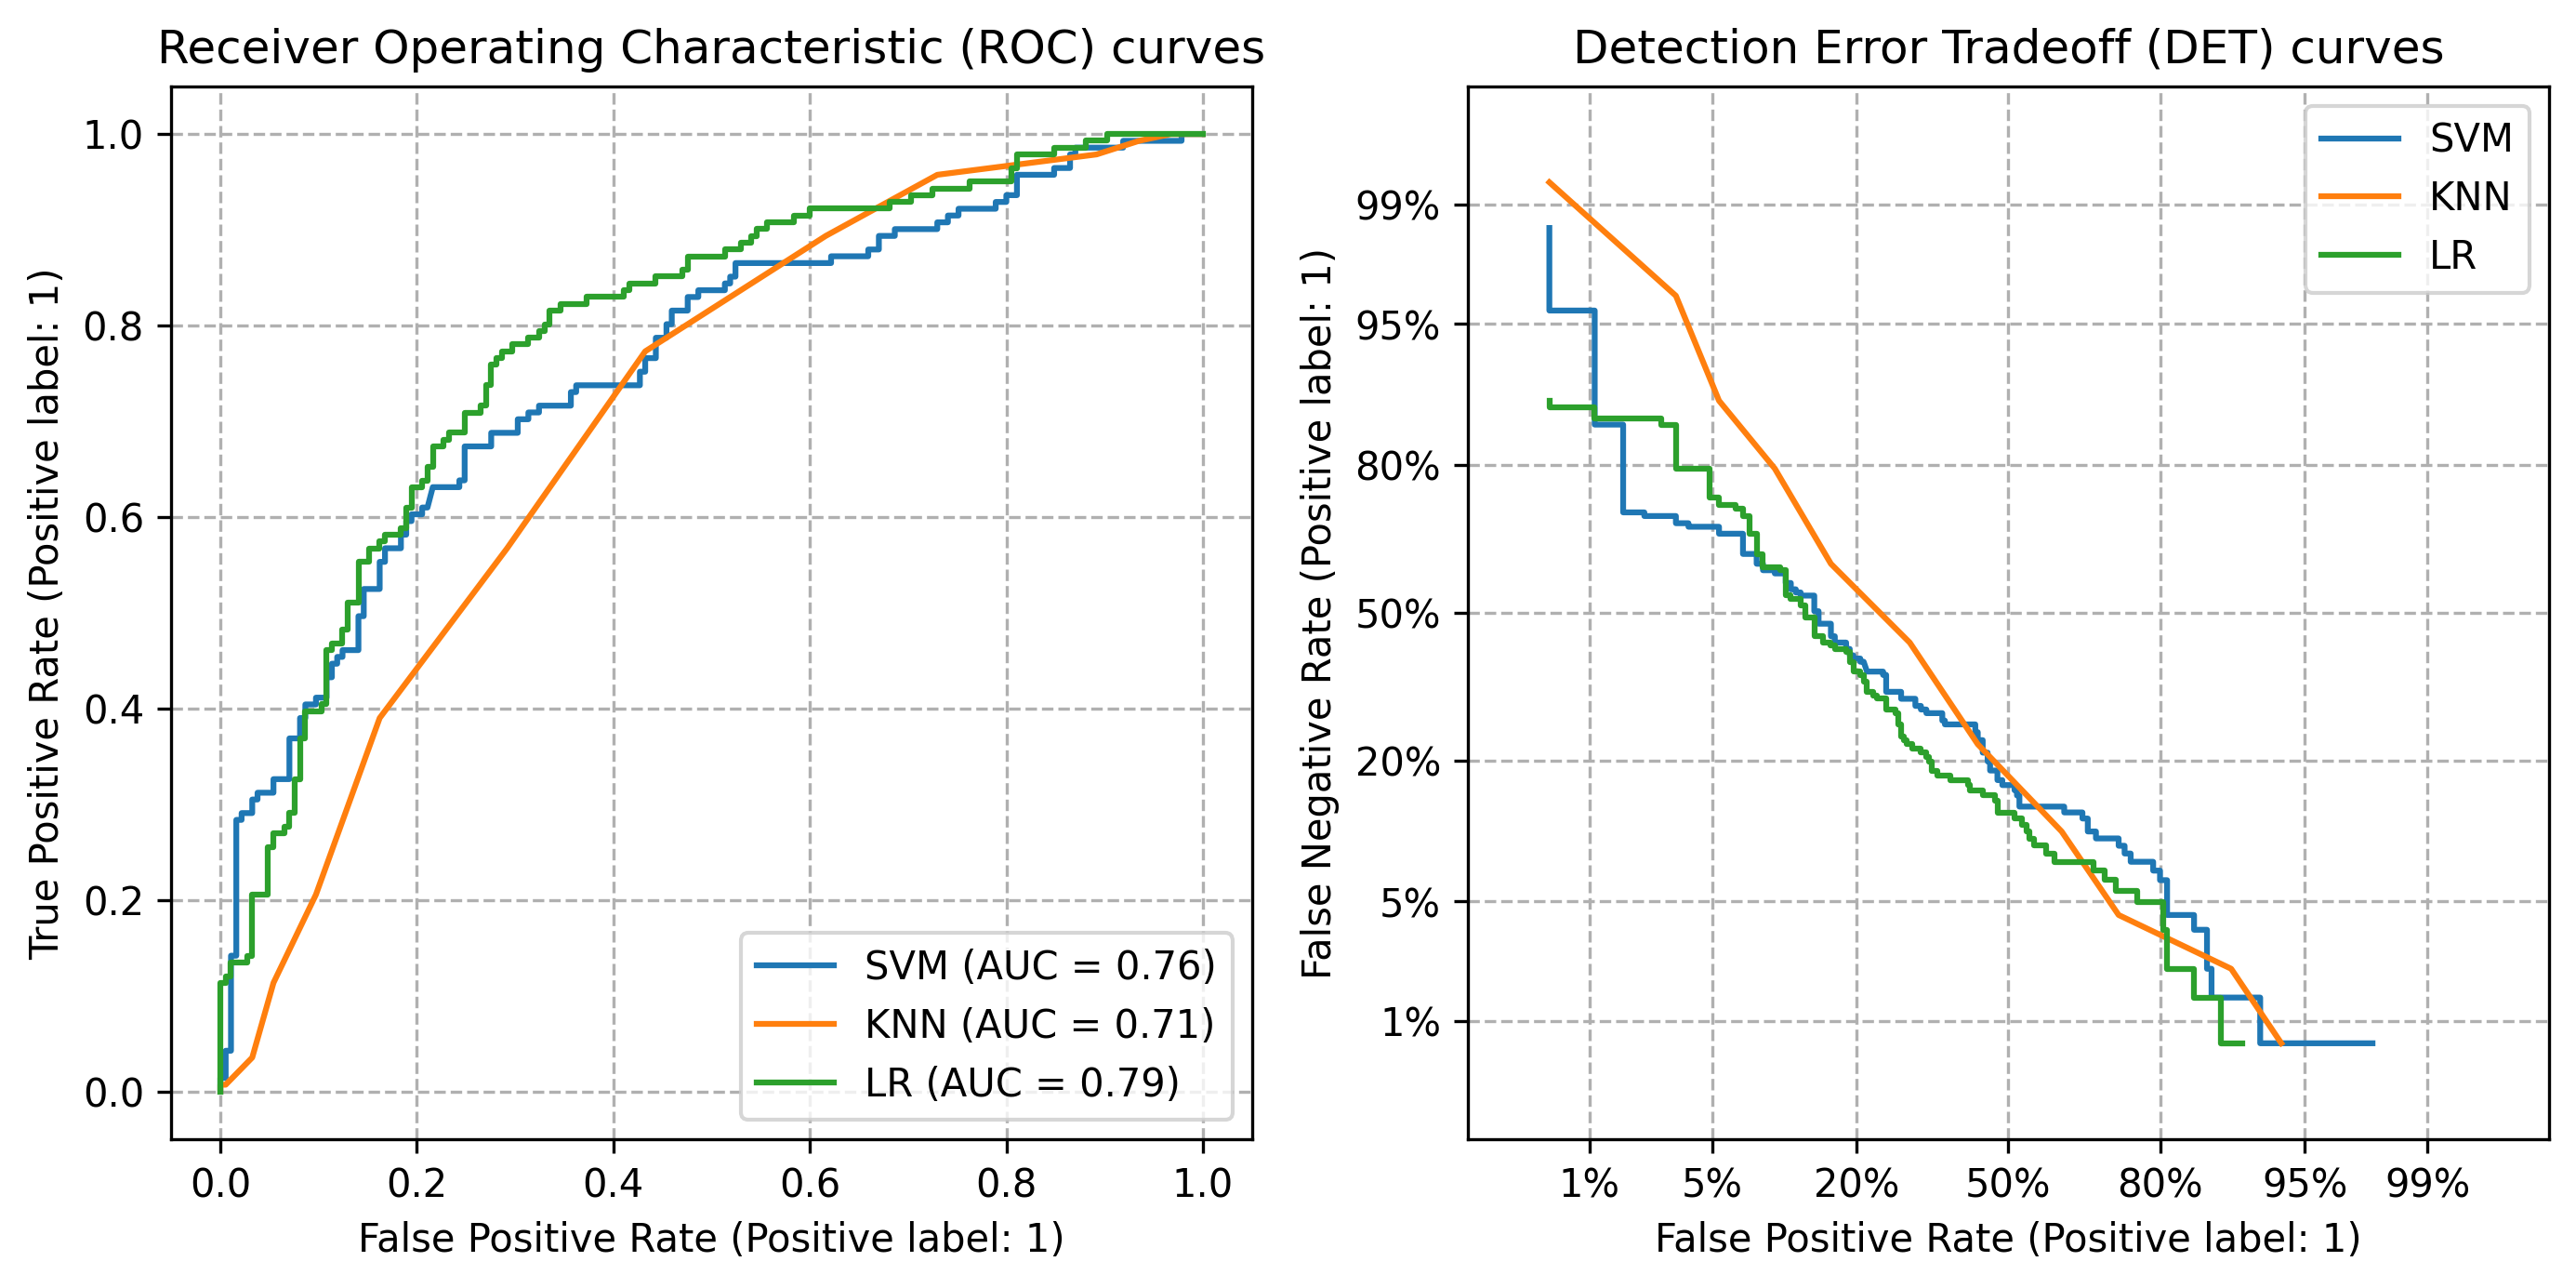 Receiver Operating Characteristic (ROC) curves
True Positive Rate (Positive label: 1)
1.0
0.8
0.6
0.4
0.2
0.0
SVM (AUC = 0.76)
KNN (AUC = 0.71)
LR (AUC = 0.79)
0.0 0.2 0.4 0.6 0.8 1.0
False Positive Rate (Positive label: 1)
Detection Error Tradeoff (DET) curves
False Negative Rate (Positive label: 1)
99%
95%
80%
50%
20%
5%
1%
SVM
KNN
LR
1% 5% 20% 50% 80% 95% 99%
False Positive Rate (Positive label: 1)